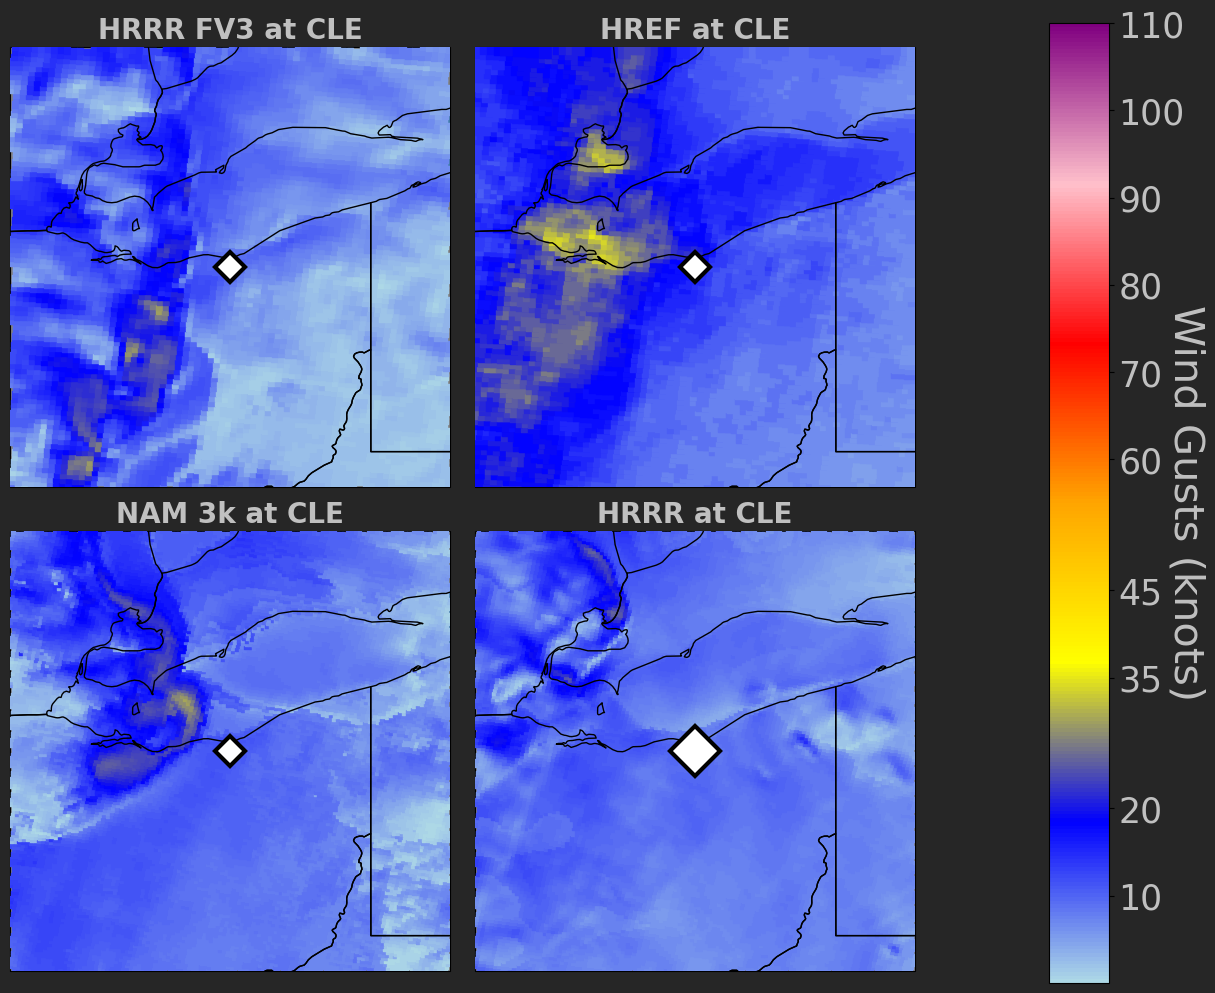 HRRR FV3 at CLE
HREF at CLE
NAM 3k at CLE
HRRR at CLE
110
100
90
80
70
60
45
35
20
10
Wind Gusts (knots)